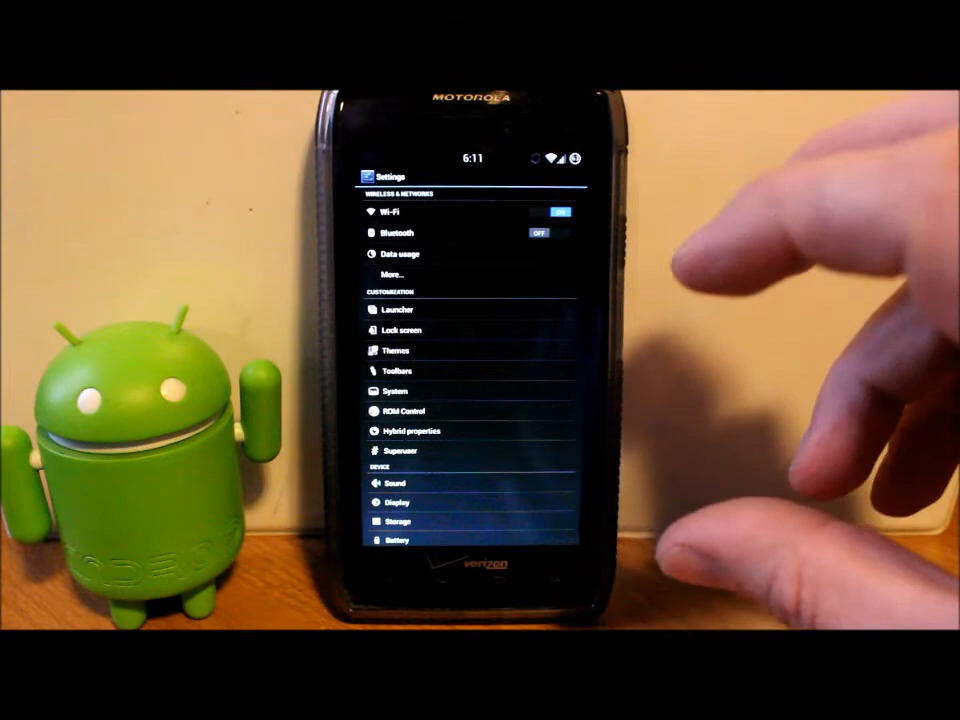 MOTOROLA
6:11
Settings
WIRELESS & NETWORKS
Wi-Fi
ON
Bluetooth
OFF
Data usage
More...
CUSTOMIZATION
Launcher
Lock screen
Themes
Toolbars
System
ROM Control
Hybrid properties
Superuser
DEVICE
Sound
Display
Storage
Battery
verizon
ANDROID